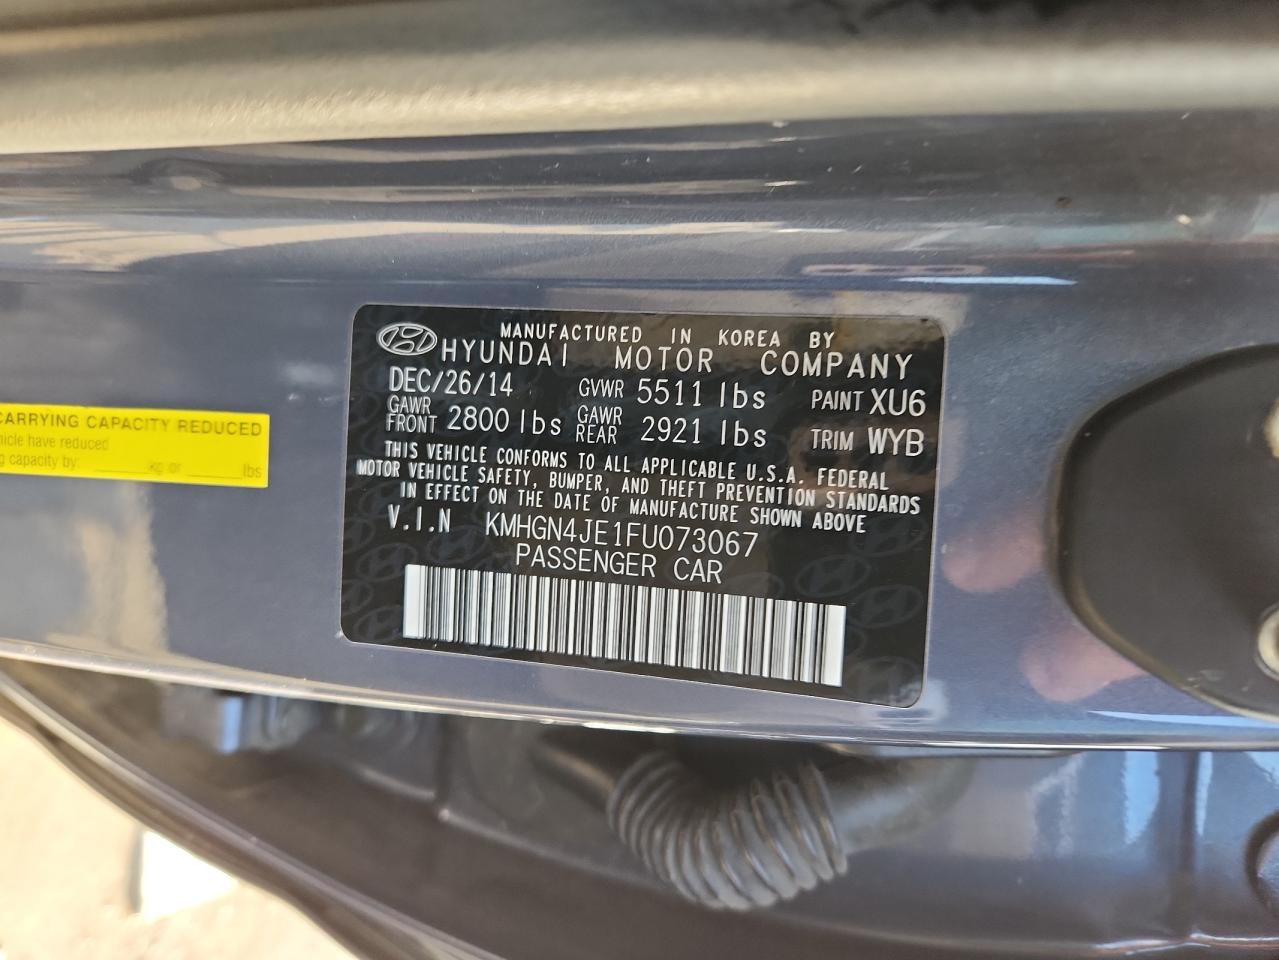 MANUFACTURED IN KOREA BY
HYUNDAI MOTOR COMPANY
DEC/26/14 GVWR 5511 lbs PAINT XU6
GAWR FRONT 2800 lbs GAWR REAR 2921 lbs TRIM WYB
THIS VEHICLE CONFORMS TO ALL APPLICABLE U.S.A. FEDERAL
MOTOR VEHICLE SAFETY, BUMPER, AND THEFT PREVENTION STANDARDS
IN EFFECT ON THE DATE OF MANUFACTURE SHOWN ABOVE
V.I.N KMHGN4JE1FU073067
PASSENGER CAR
CARRYING CAPACITY REDUCED
have reduced
capacity by: kg or lbs